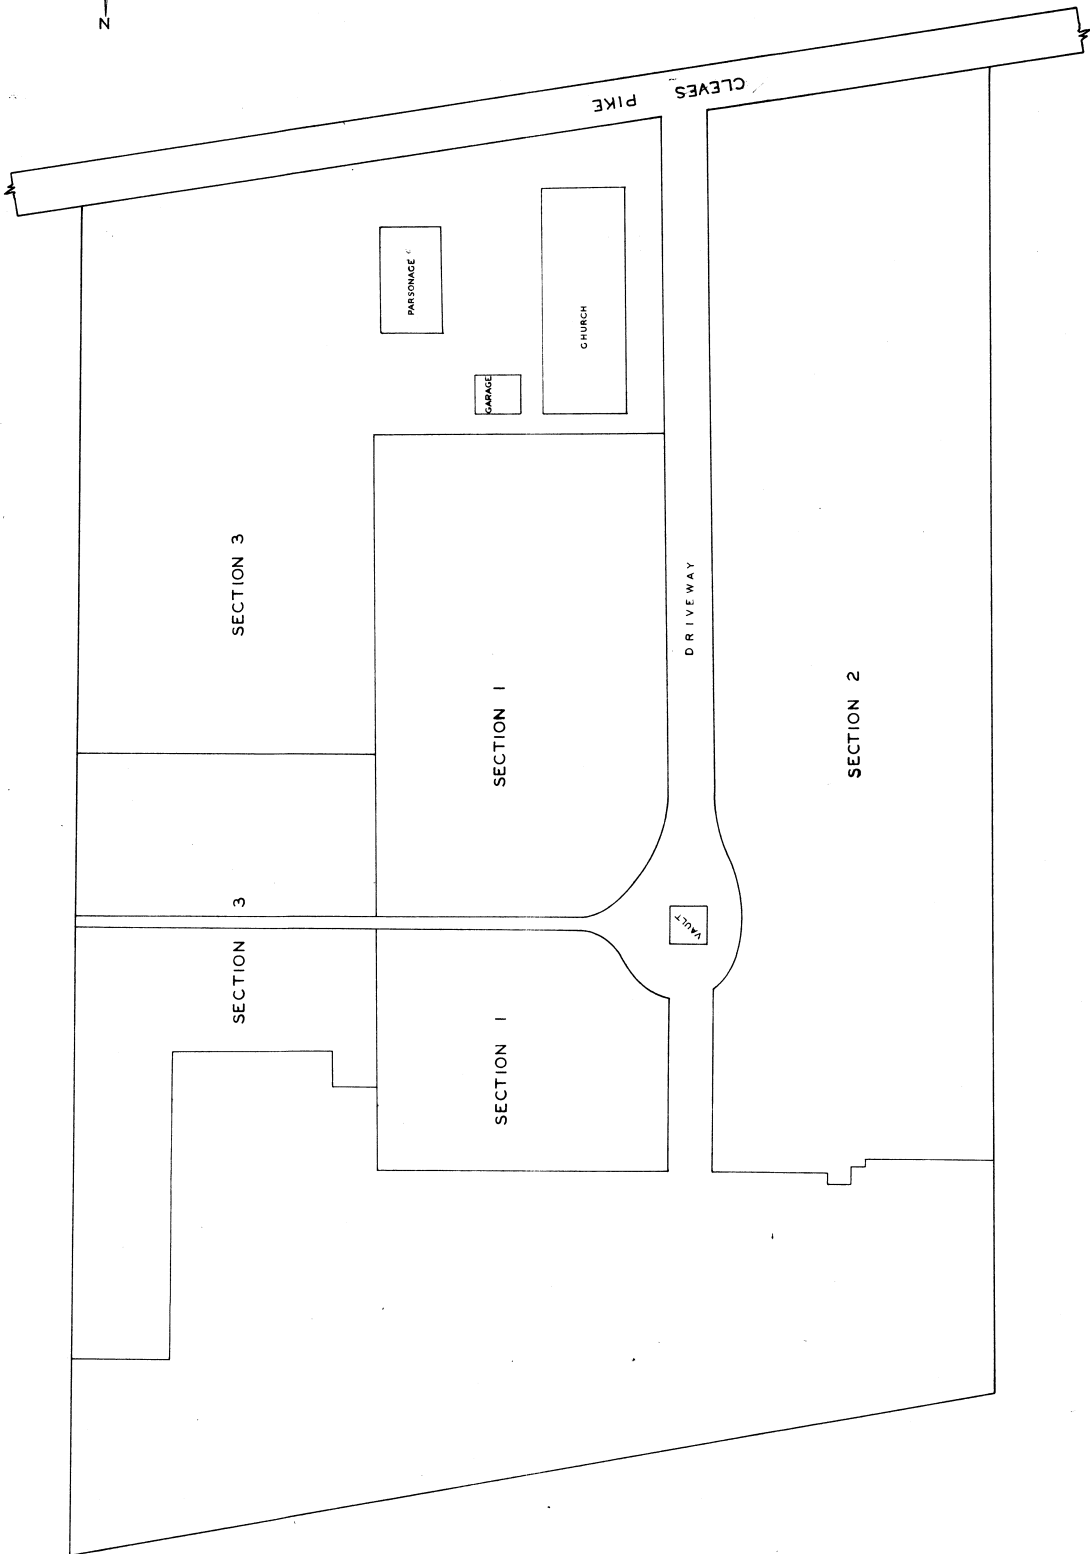 N
CLEVES PIKE
PARSONAGE
CHURCH
GARAGE
SECTION 3
DRIVEWAY
SECTION 1
SECTION 2
SECTION 3
VAULT
SECTION 1